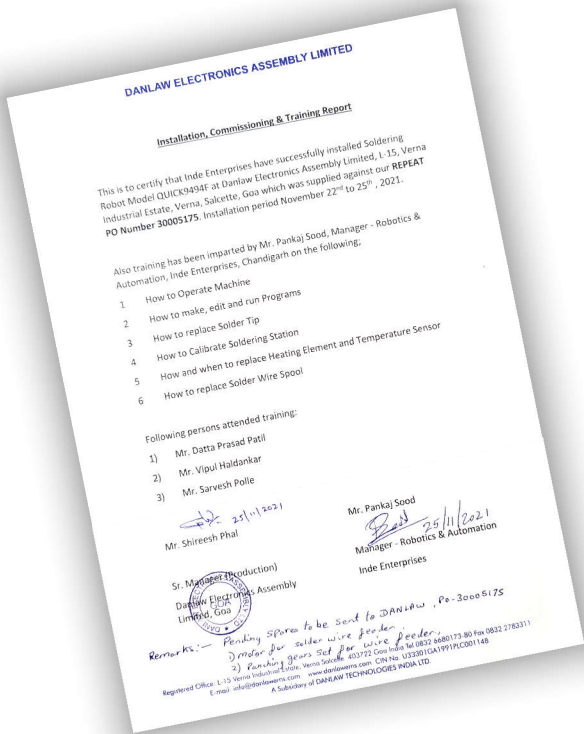 DANLAW ELECTRONICS ASSEMBLY LIMITED
Installation, Commissioning & Training Report
This is to certify that Inde Enterprises have successfully installed Soldering
Robot Model QUICK9494F at Danlaw Electronics Assembly Limited, L-15, Verna
Industrial Estate, Verna, Salcette, Goa which was supplied against our REPEAT
PO Number 30005175. Installation period November 22nd to 25th , 2021.
Also training has been imparted by Mr. Pankaj Sood, Manager - Robotics &
Automation, Inde Enterprises, Chandigarh on the following;
1 How to Operate Machine
2 How to make, edit and run Programs
3 How to replace Solder Tip
4 How to Calibrate Soldering Station
5 How and when to replace Heating Element and Temperature Sensor
6 How to replace Solder Wire Spool
Following persons attended training:
1) Mr. Datta Prasad Patil
2) Mr. Vipul Haldankar
3) Mr. Sarvesh Polle
25/11/2021
Mr. Shireesh Phal
Sr. Manager (Production)
Danlaw Electronics Assembly
Limited, Goa
GOA
Mr. Pankaj Sood
25/11/2021
Manager - Robotics & Automation
Inde Enterprises
Remarks:- Pending Spares to be sent to DANLAW, PO-30005175
1) motor for solder wire feeder.
2) Punching gears set for wire feeder.
Registered Office: L-15 Verna Industrial Estate, Verna Salcette 403722 Goa India Tel 0832 6680173-80 Fax 0832 2783311
E-mail: info@danlawems.com www.danlawems.com CIN No. U33301GA1991PLC001148
A Subsidiary of DANLAW TECHNOLOGIES INDIA LTD.